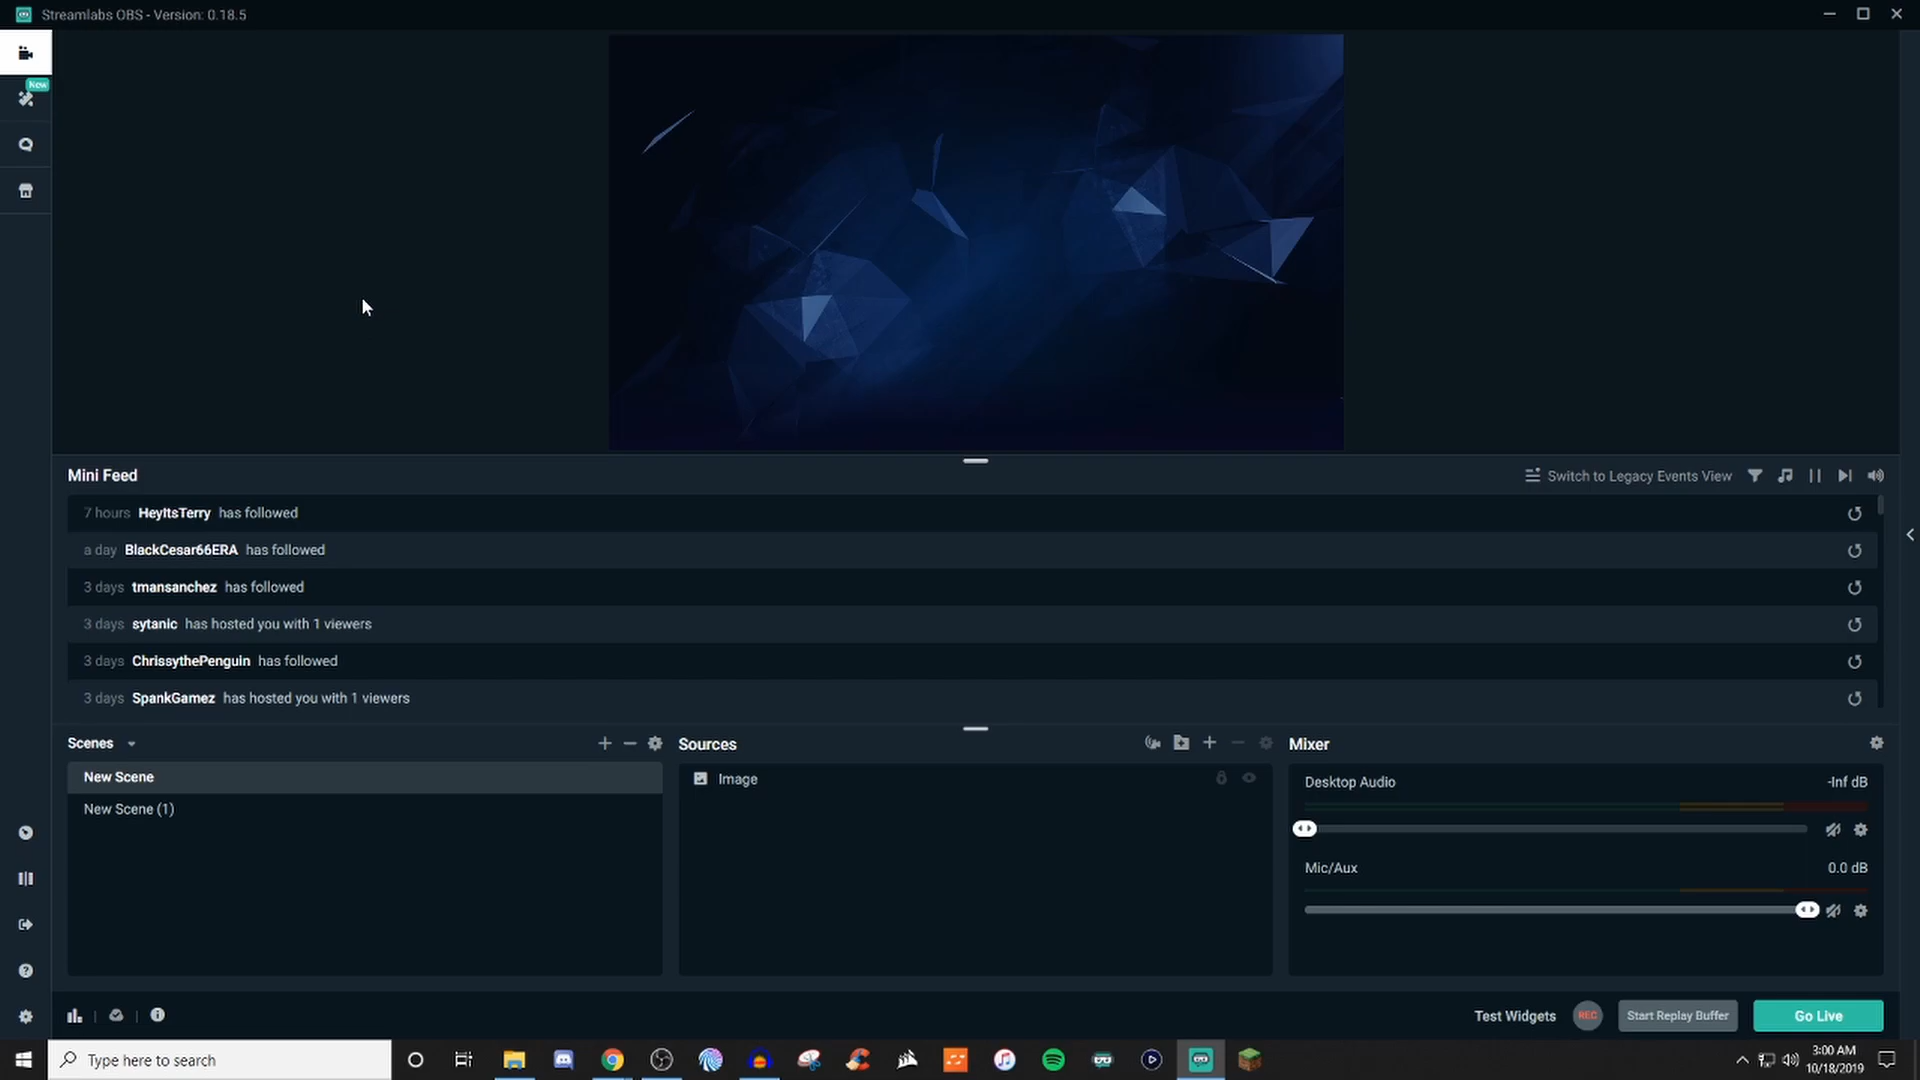 Streamlabs OBS - Version: 0.18.5
New
Mini Feed
Switch to Legacy Events View
7 hours HeyItsTerry has followed
a day BlackCesar66ERA has followed
3 days tmansanchez has followed
3 days sytanic has hosted you with 1 viewers
3 days ChrissythePenguin has followed
3 days SpankGamez has hosted you with 1 viewers
Scenes
New Scene
New Scene (1)
Sources
Image
Mixer
Desktop Audio -Inf dB
Mic/Aux 0.0 dB
Test Widgets REC Start Replay Buffer Go Live
Type here to search
3:00 AM
10/18/2019